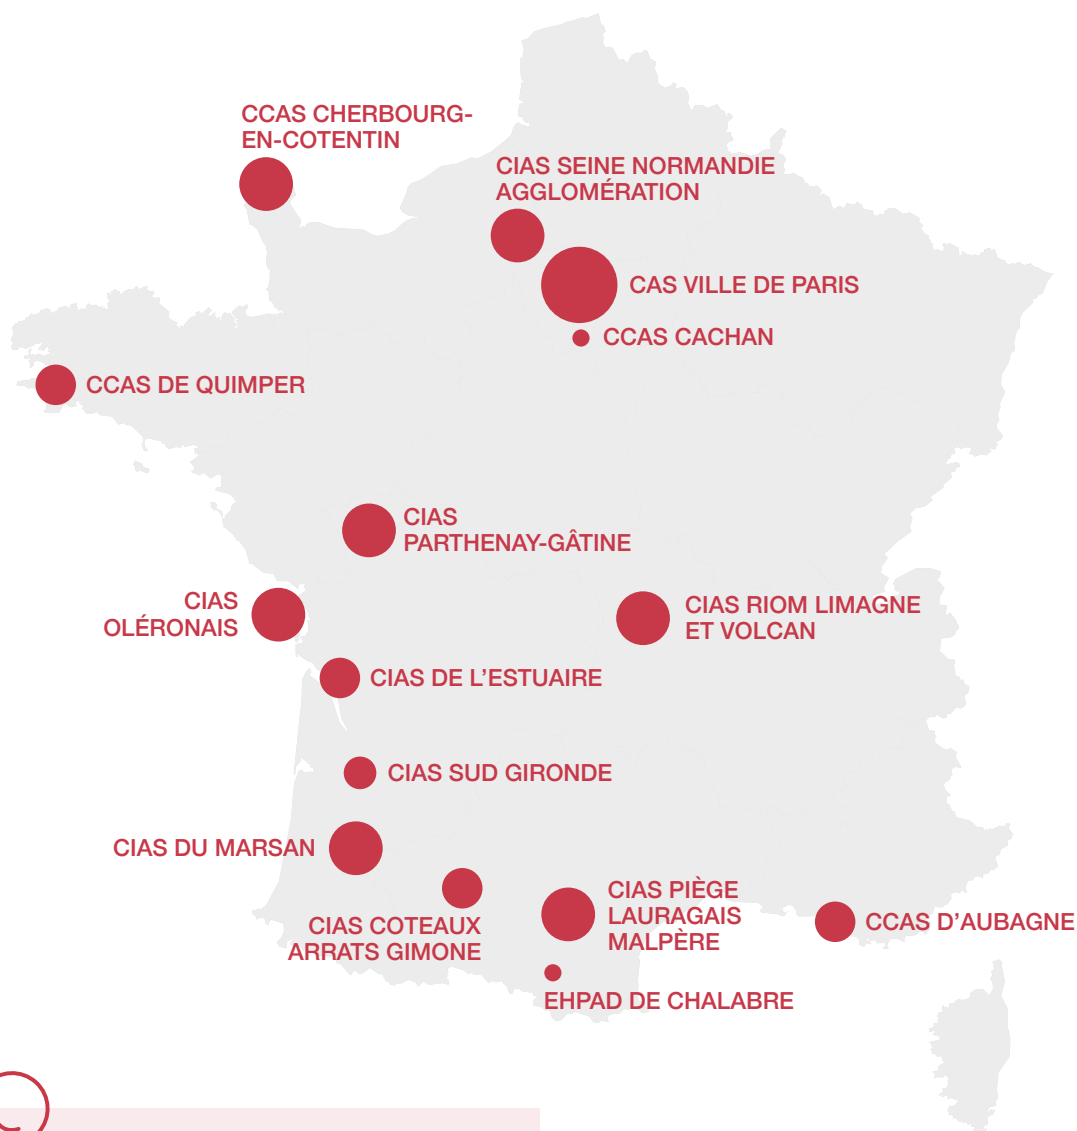 CCAS CHERBOURG-
EN-COTENTIN
CIAS SEINE NORMANDIE
AGGLOMÉRATION
CAS VILLE DE PARIS
CCAS CACHAN
CCAS DE QUIMPER
CIAS
PARTHENAY-GÂTINE
CIAS
OLÉRONAIS
CIAS RIOM LIMAGNE
ET VOLCAN
CIAS DE L’ESTUAIRE
CIAS SUD GIRONDE
CIAS DU MARSAN
CIAS COTEAUX
ARRATS GIMONE
CIAS PIÈGE
LAURAGAIS
MALPÈRE
CCAS D’AUBAGNE
EHPAD DE CHALABRE